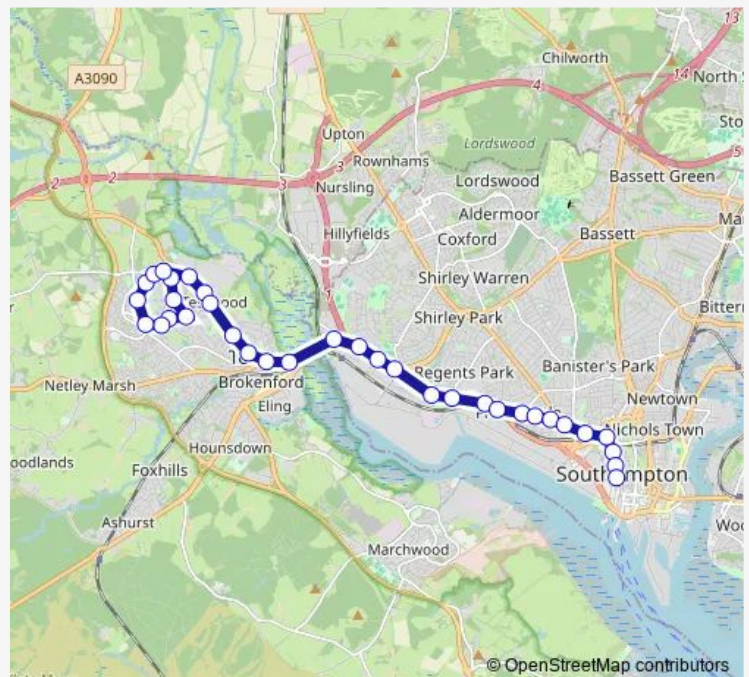 13
Chilworth
A3090
4
14
North
Upton
Sto
Lordswood
5
Rownhams
2
2
3
3
Nursling
Lordswood
Bassett Green
Aldermoor
Ma
Hillyfields
Coxford
Bassett
Shirley Warren
1
Bittern
Shirley Park
Regents Park
Banister's Park
Netley Marsh
Brokenford
Newtown
Eling
Nichols Town
Hounsdown
oodlands
Foxhills
Southampton
Ashurst
Woo
Marchwood
© OpenStreetMap contributors